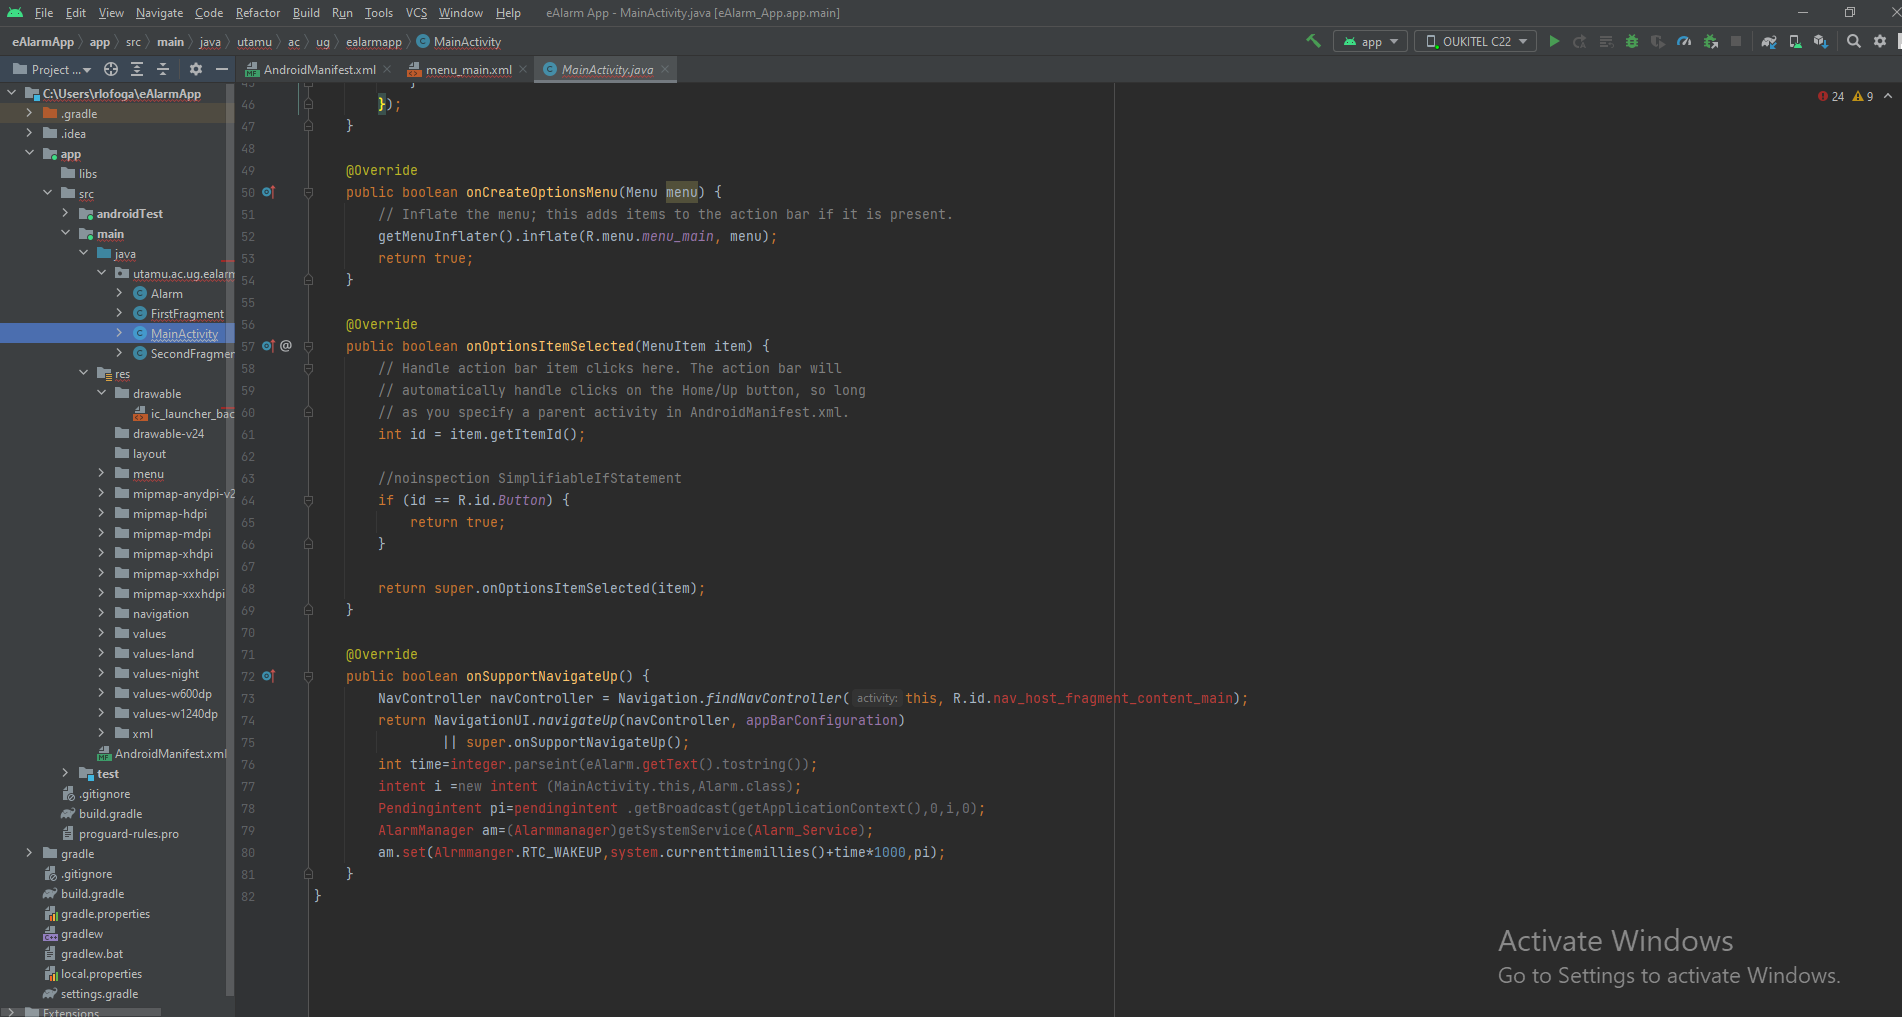 File Edit View Navigate Code Refactor Build Run Tools VCS Window Help eAlarm App - MainActivity.java [eAlarm_App.app.main]
eAlarmApp app src main java utamu ac ug ealarmapp MainActivity app OUKITEL C22
Project ... AndroidManifest.xml menu_main.xml MainActivity.java
C:\Users\rlofoga\eAlarmApp
.gradle
.idea
app
libs
src
androidTest
main
java
utamu.ac.ug.ealarm
Alarm
FirstFragment
MainActivity
SecondFragmer
res
drawable
ic_launcher_bac
drawable-v24
layout
menu
mipmap-anydpi-v2
mipmap-hdpi
mipmap-mdpi
mipmap-xhdpi
mipmap-xxhdpi
mipmap-xxxhdpi
navigation
values
values-land
values-night
values-w600dp
values-w1240dp
xml
AndroidManifest.xml
test
.gitignore
build.gradle
proguard-rules.pro
gradle
.gitignore
build.gradle
gradle.properties
gradlew
gradlew.bat
local.properties
settings.gradle
Extensions
24 9
46 });
47 }
48
49 @Override
50 public boolean onCreateOptionsMenu(Menu menu) {
51 // Inflate the menu; this adds items to the action bar if it is present.
52 getMenuInflater().inflate(R.menu.menu_main, menu);
53 return true;
54 }
55
56 @Override
57 @ public boolean onOptionsItemSelected(MenuItem item) {
58 // Handle action bar item clicks here. The action bar will
59 // automatically handle clicks on the Home/Up button, so long
60 // as you specify a parent activity in AndroidManifest.xml.
61 int id = item.getItemId();
62
63 //noinspection SimplifiableIfStatement
64 if (id == R.id.Button) {
65 return true;
66 }
67
68 return super.onOptionsItemSelected(item);
69 }
70
71 @Override
72 public boolean onSupportNavigateUp() {
73 NavController navController = Navigation.findNavController( activity: this, R.id.nav_host_fragment_content_main);
74 return NavigationUI.navigateUp(navController, appBarConfiguration)
75 || super.onSupportNavigateUp();
76 int time=integer.parseint(eAlarm.getText().tostring());
77 intent i =new intent (MainActivity.this,Alarm.class);
78 Pendingintent pi=pendingintent .getBroadcast(getApplicationContext(),0,i,0);
79 AlarmManager am=(Alarmmanager)getSystemService(Alarm_Service);
80 am.set(Alrmmanger.RTC_WAKEUP,system.currenttimemillies()+time*1000,pi);
81 }
82 }
Activate Windows
Go to Settings to activate Windows.